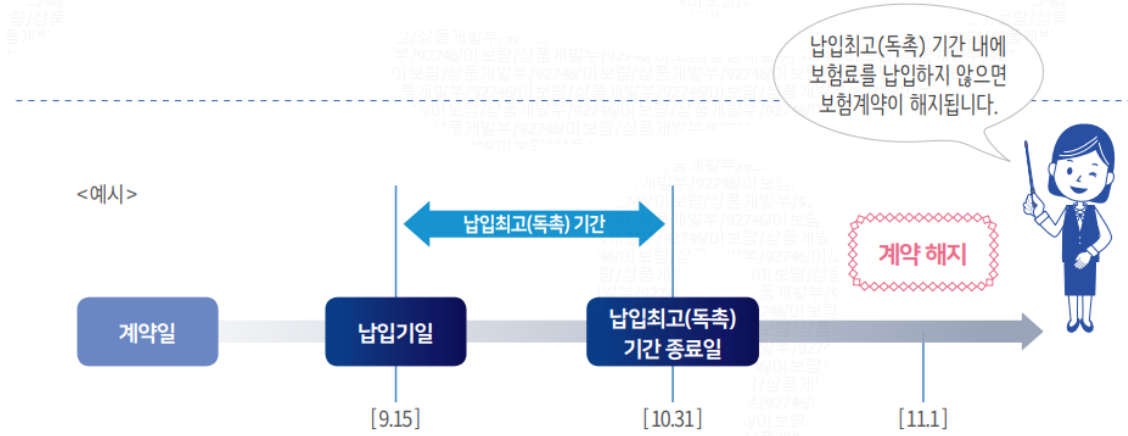 납입최고(독촉) 기간 내에
보험료를 납입하지 않으면
보험계약이 해지됩니다.
<예시>
납입최고(독촉) 기간
계약 해지
계약일
납입기일
납입최고(독촉)
기간 종료일
[9.15]
[10.31]
[11.1]